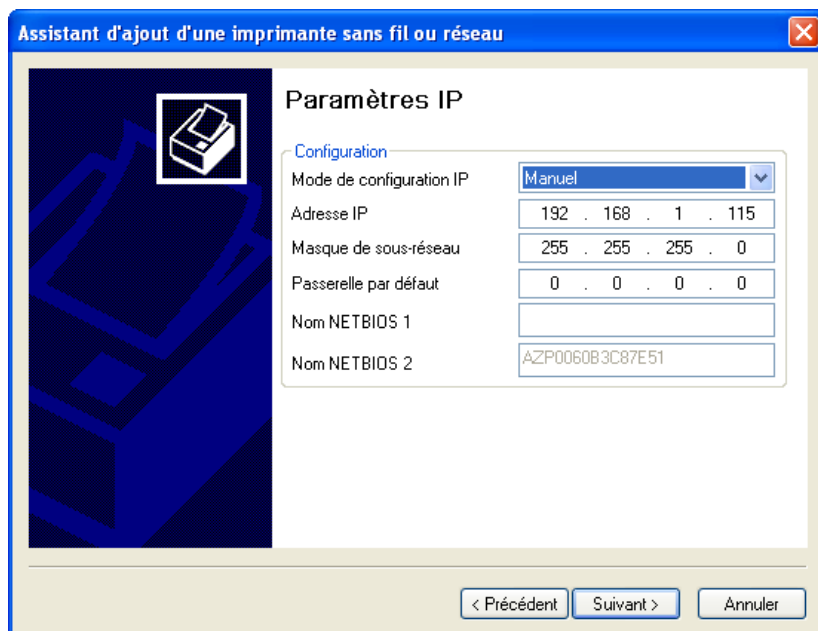 Assistant d'ajout d'une imprimante sans fil ou réseau
Paramètres IP
Configuration
Mode de configuration IP Manuel
Adresse IP 192 . 168 . 1 . 115
Masque de sous-réseau 255 . 255 . 255 . 0
Passerelle par défaut 0 . 0 . 0 . 0
Nom NETBIOS 1
Nom NETBIOS 2 AZP0060B3C87E51
< Précédent Suivant > Annuler